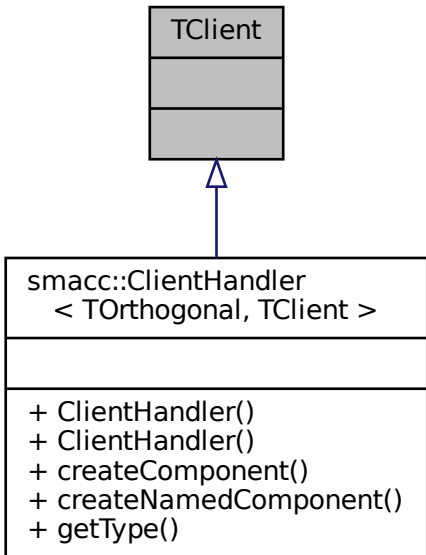 TClient
smacc::ClientHandler
< TOrthogonal, TClient >
+ ClientHandler()
+ ClientHandler()
+ createComponent()
+ createNamedComponent()
+ getType()